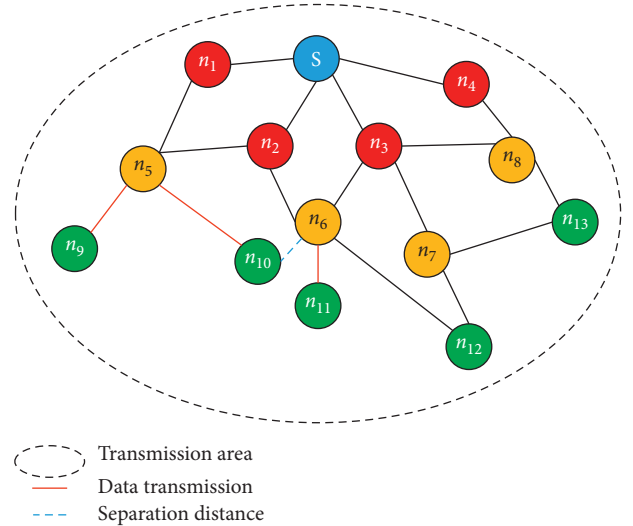 S
n1
n4
n2
n3
n8
n5
n6
n13
n9
n10
n7
n11
n12
Transmission area
Data transmission
Separation distance